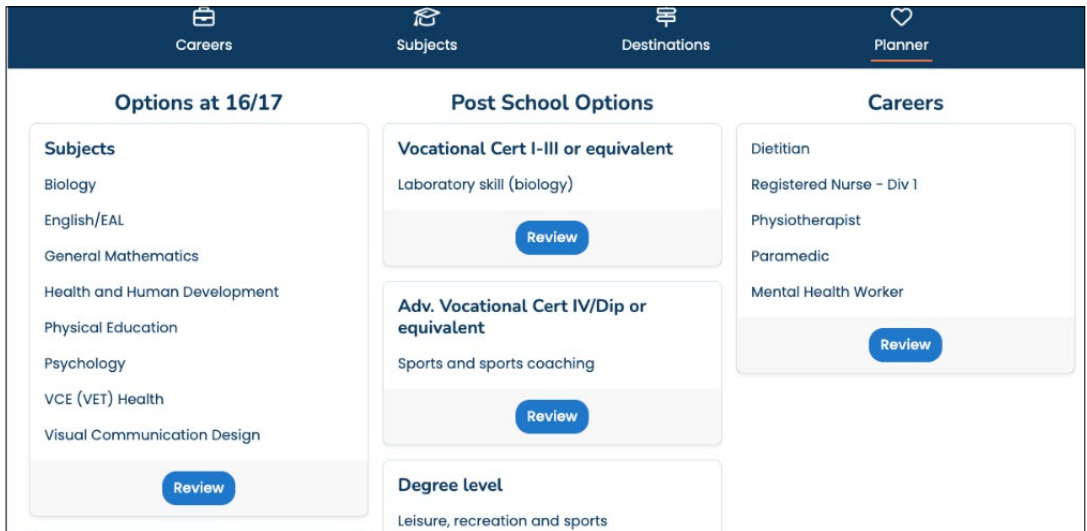 Careers
Subjects
Destinations
Planner
Options at 16/17
Subjects
Biology
English/EAL
General Mathematics
Health and Human Development
Physical Education
Psychology
VCE (VET) Health
Visual Communication Design
Review
Post School Options
Vocational Cert I-III or equivalent
Laboratory skill (biology)
Review
Adv. Vocational Cert IV/Dip or
equivalent
Sports and sports coaching
Review
Degree level
Leisure, recreation and sports
Careers
Dietitian
Registered Nurse - Div 1
Physiotherapist
Paramedic
Mental Health Worker
Review